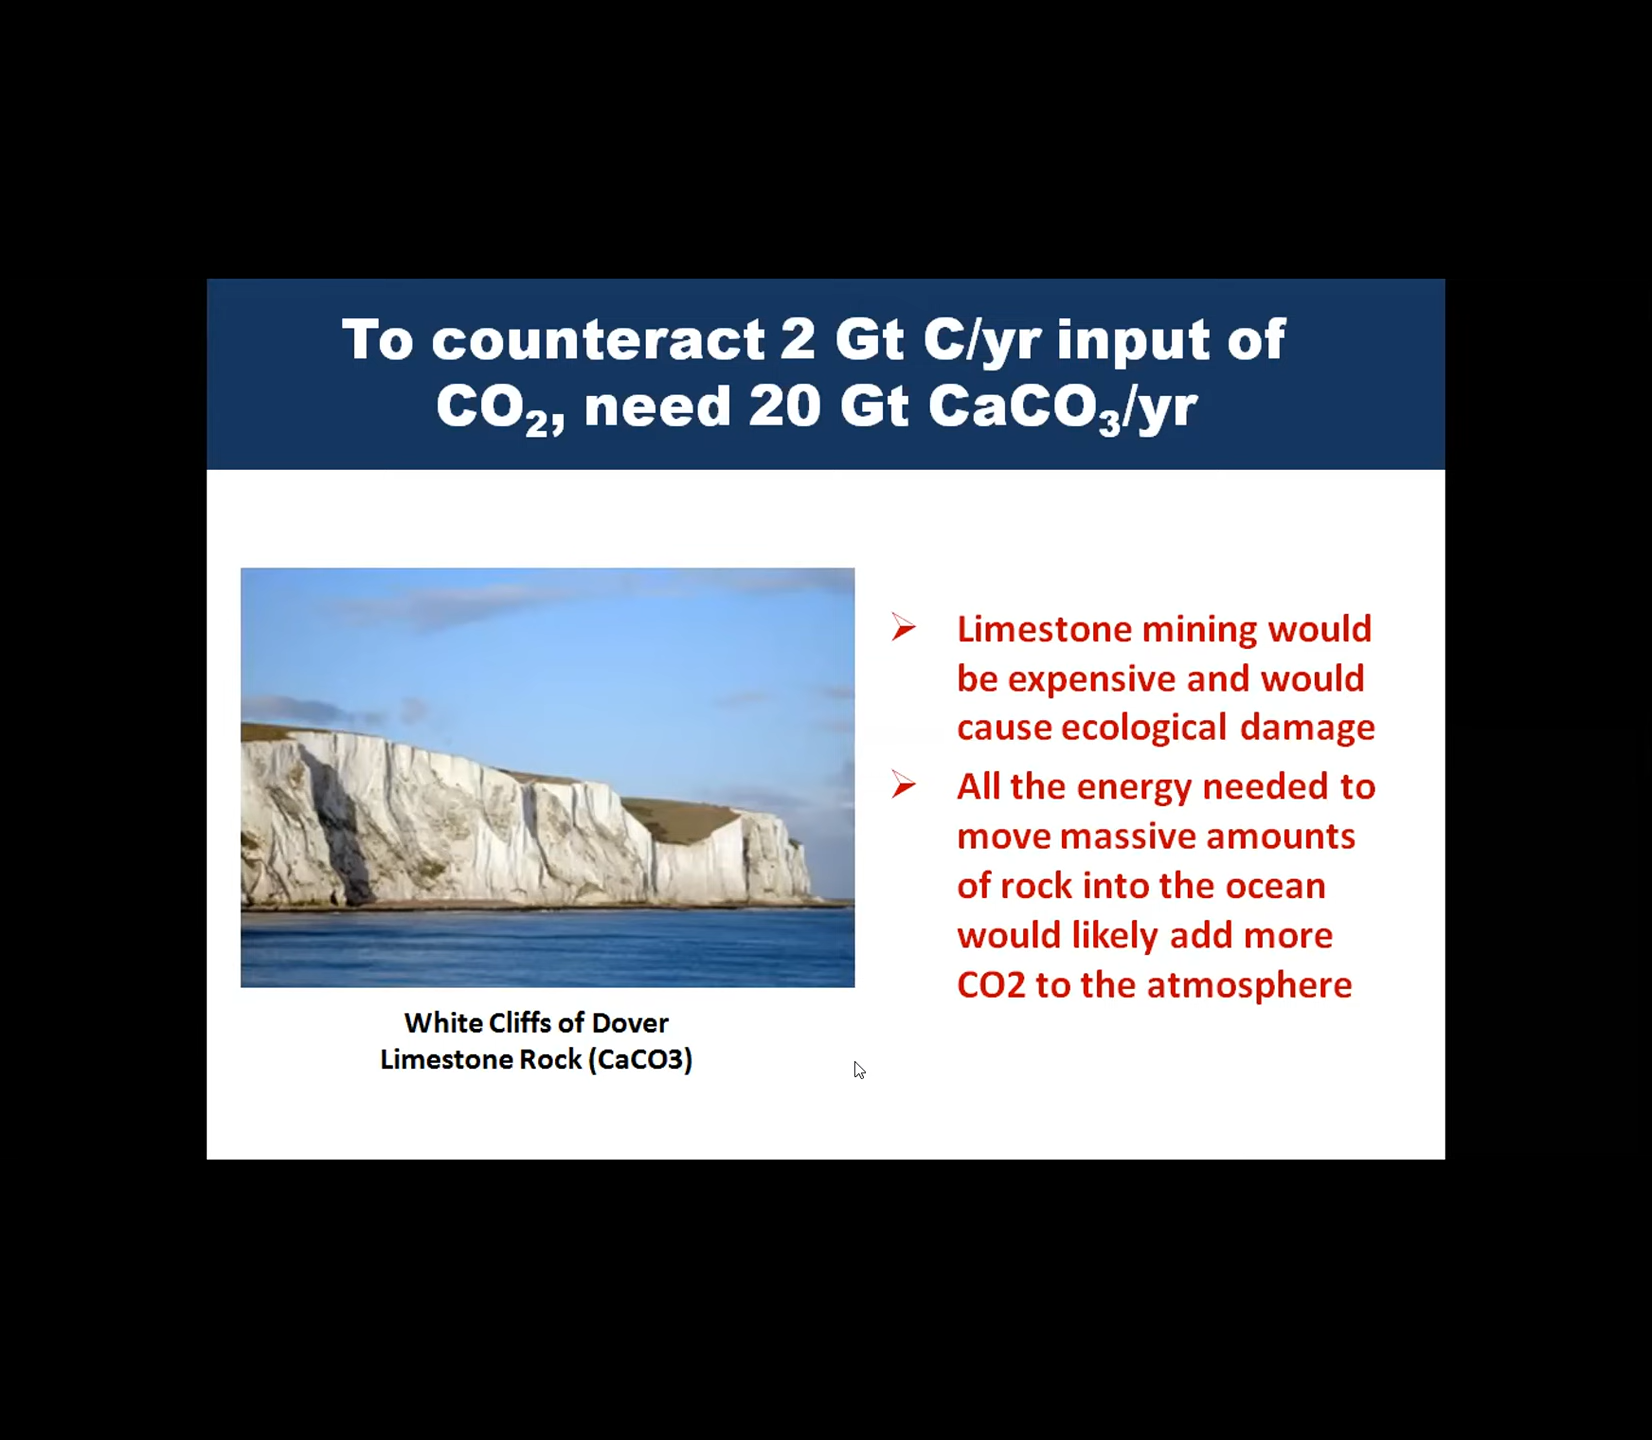 To counteract 2 Gt C/yr input of
CO₂, need 20 Gt CaCO₃/yr
Limestone mining would
be expensive and would
cause ecological damage
All the energy needed to
move massive amounts
of rock into the ocean
would likely add more
CO2 to the atmosphere
White Cliffs of Dover
Limestone Rock (CaCO3)